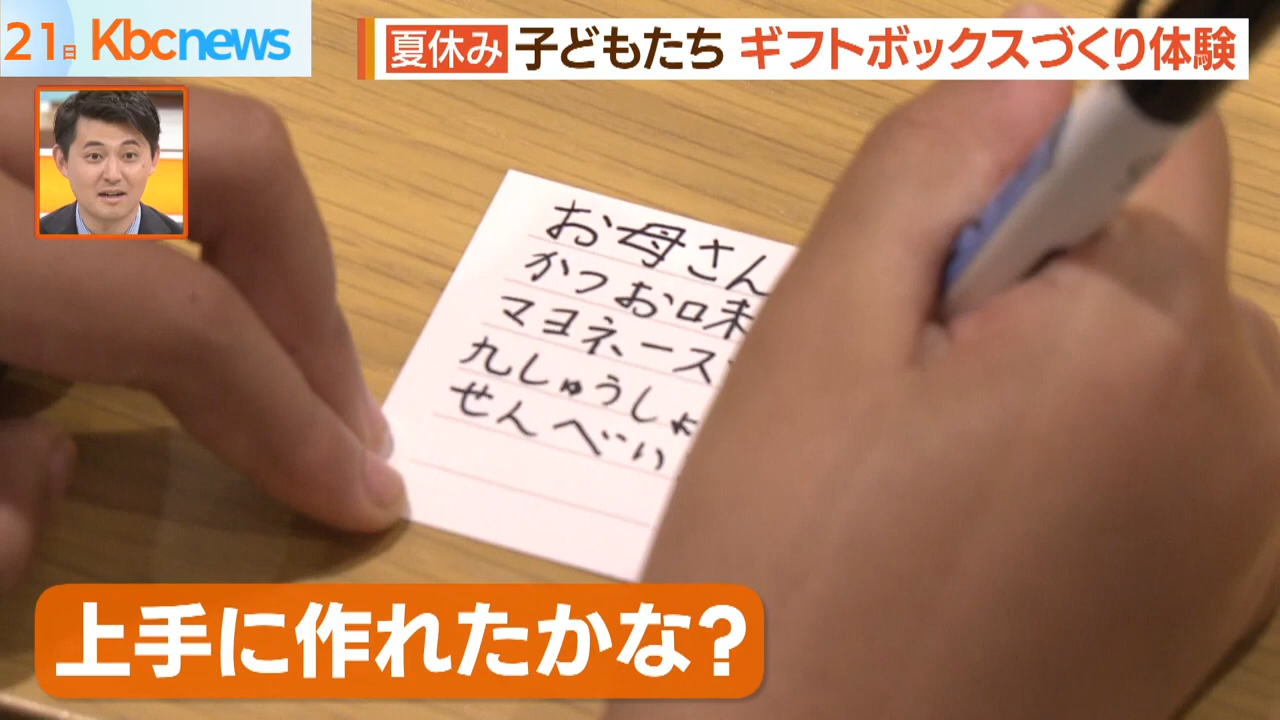 21日 Kbcnews
夏休み 子どもたち ギフトボックスづくり体験
お母さん
かつお味
マヨネーズ
九しゅうしょ
せんべい
上手に作れたかな?